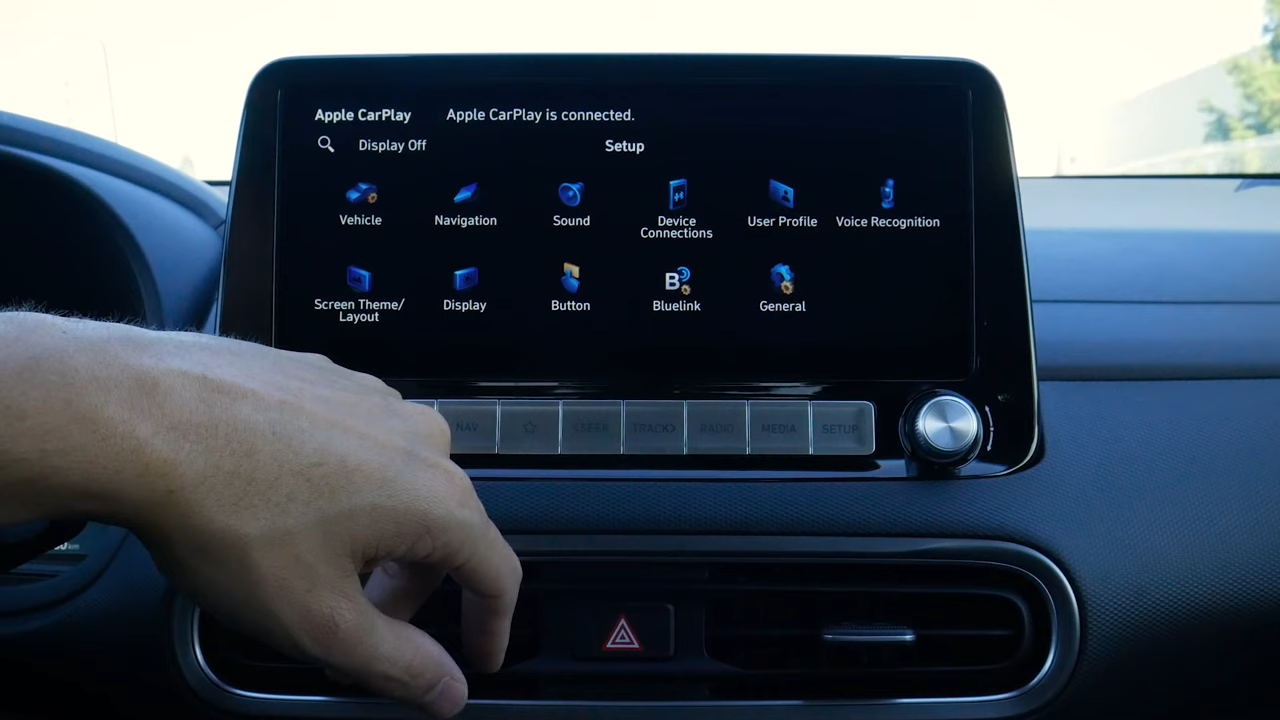 Apple CarPlay Apple CarPlay is connected.
Display Off Setup
Vehicle Navigation Sound Device Connections User Profile Voice Recognition
Screen Theme/ Layout Display Button Bluelink General
NAV ☆ <SEEK TRACK> RADIO MEDIA SETUP